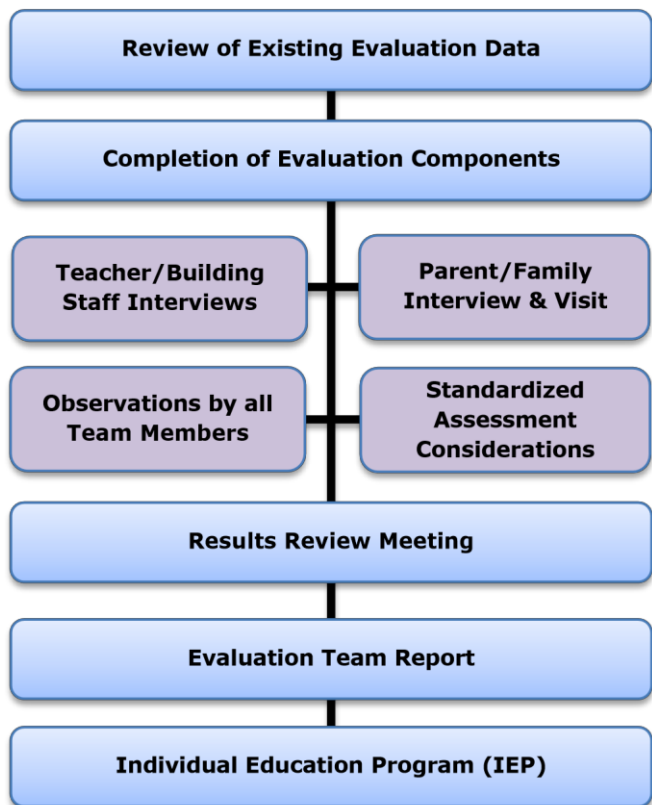 Review of Existing Evaluation Data
Completion of Evaluation Components
Teacher/Building
Staff Interviews
Parent/Family
Interview & Visit
Observations by all
Team Members
Standardized
Assessment
Considerations
Results Review Meeting
Evaluation Team Report
Individual Education Program (IEP)